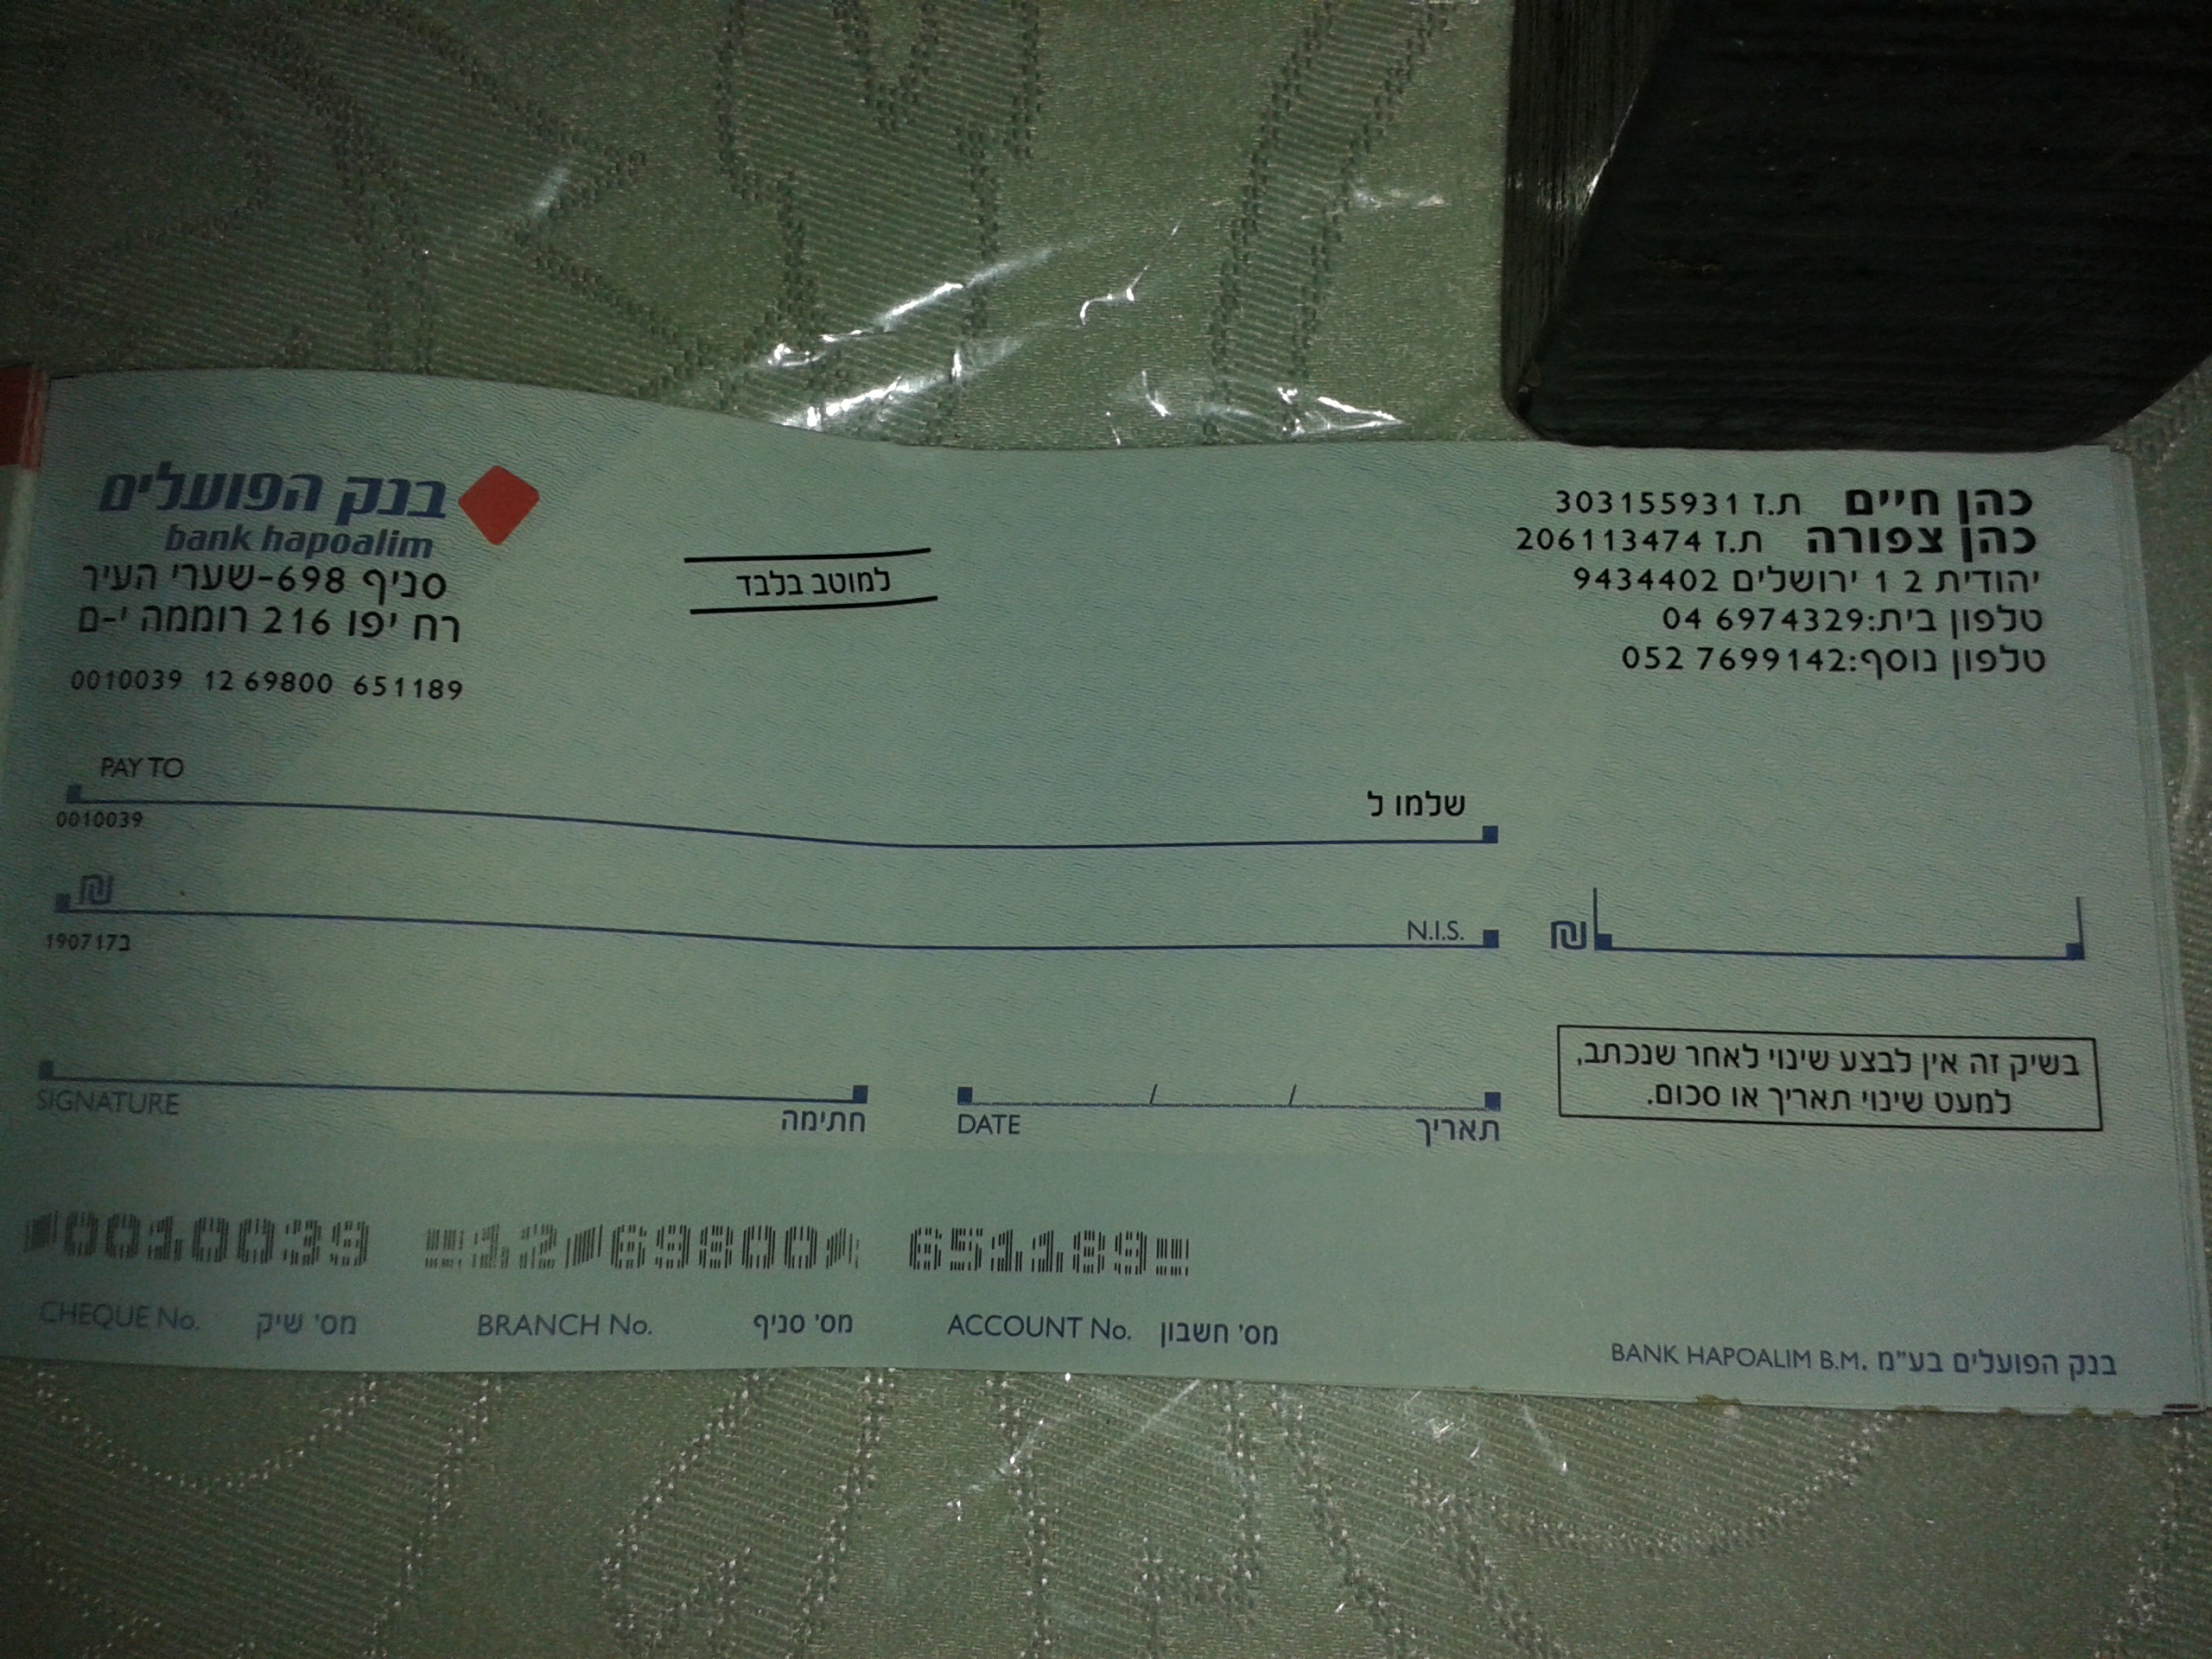 בנק הפועלים
bank hapoalim
סניף 698-שערי העיר
רח יפו 216 רוממה י-ם
0010039 12 69800 651189
למוטב בלבד
כהן חיים ת.ז 303155931
כהן צפורה ת.ז 206113474
יהודית 2 1 ירושלים 9434402
טלפון בית:04 6974329
טלפון נוסף:052 7699142
PAY TO שלמו ל
0010039
₪ N.I.S. ₪
190717ב
בשיק זה אין לבצע שינוי לאחר שנכתב,
למעט שינוי תאריך או סכום.
SIGNATURE חתימה DATE / / תאריך
0010039 12 69800 651189
CHEQUE No. מס' שיק BRANCH No. מס' סניף ACCOUNT No. מס' חשבון
BANK HAPOALIM B.M. בנק הפועלים בע"מ